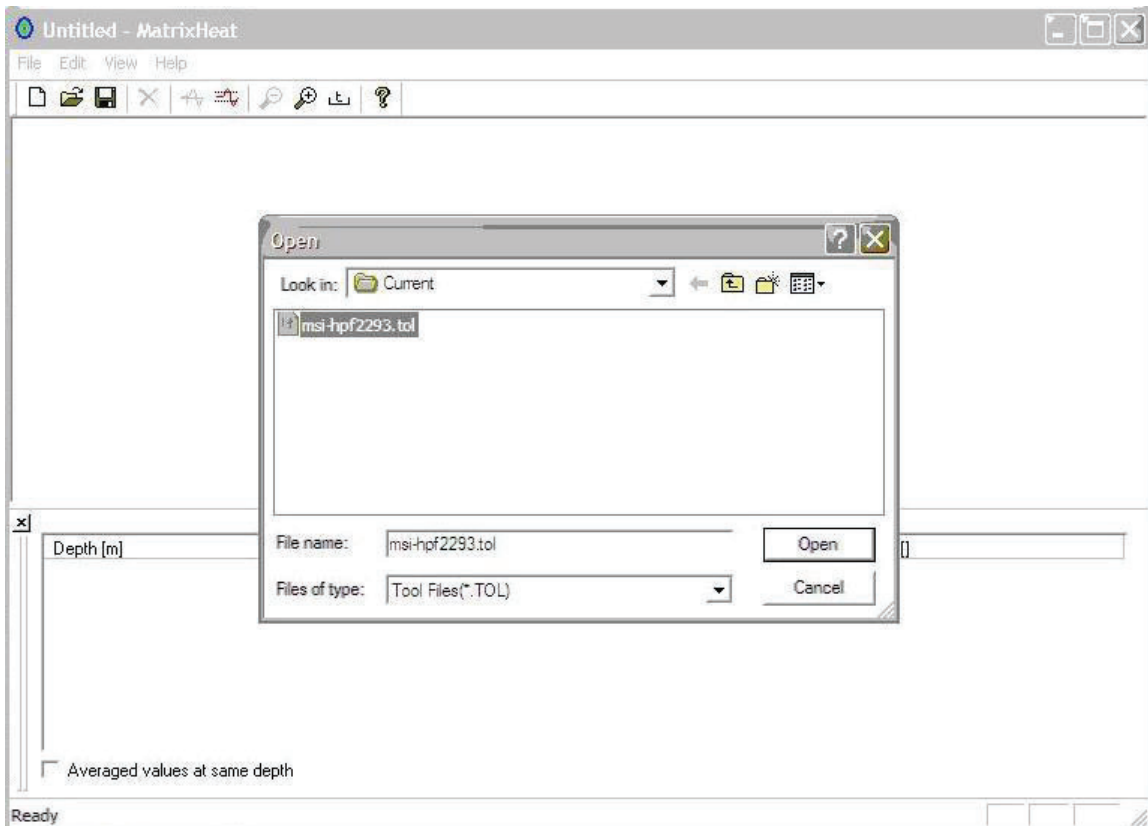 Untitled - MatrixHeat
File Edit View Help
Open
Look in: Current
msi-hpf2293.tol
File name: msi-hpf2293.tol Open
Files of type: Tool Files(*.TOL) Cancel
Depth [m] []
Averaged values at same depth
Ready